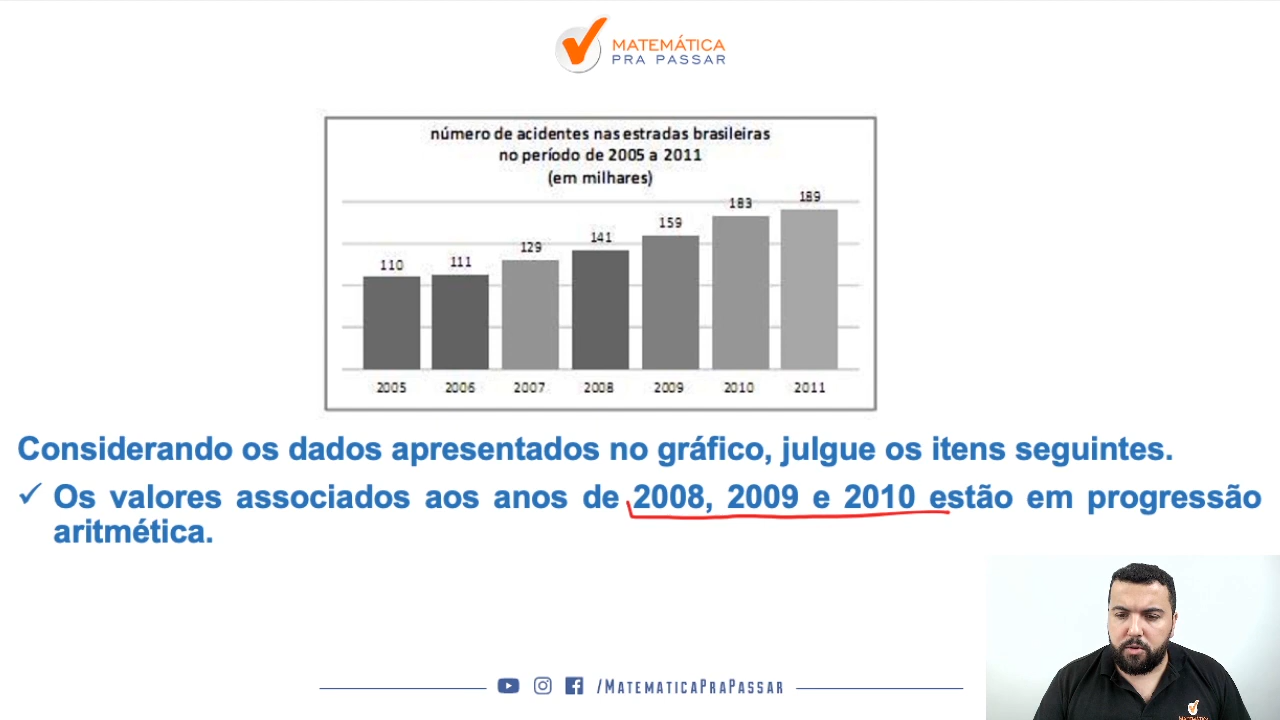 MATEMÁTICA
PRA PASSAR
número de acidentes nas estradas brasileiras
no período de 2005 a 2011
(em milhares)
110 111 129 141 159 183 189
2005 2006 2007 2008 2009 2010 2011
Considerando os dados apresentados no gráfico, julgue os itens seguintes.
✓ Os valores associados aos anos de 2008, 2009 e 2010 estão em progressão
aritmética.
/MATEMATICAPRAPASSAR